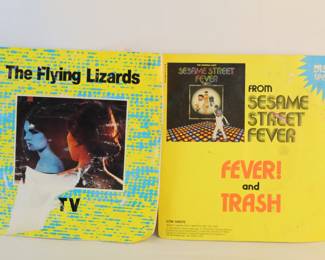 The Flying Lizards
TV
SESAME STREET
FEVER
FROM
SESAME
STREET
FEVER
FEVER!
and
TRASH